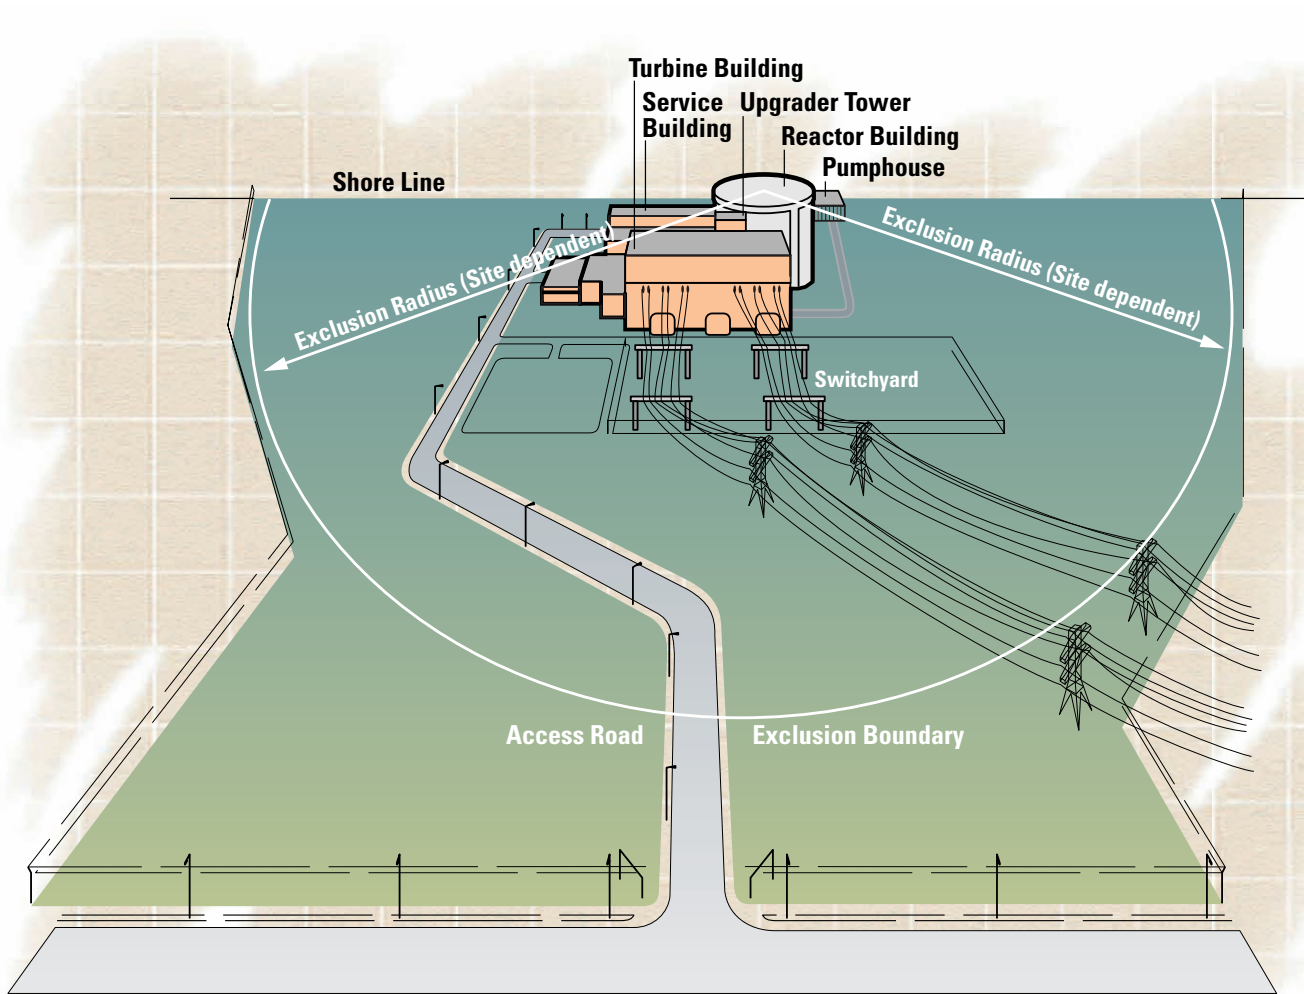 Turbine Building
Service
Building
Upgrader Tower
Reactor Building
Pumphouse
Shore Line
Exclusion Radius (Site dependent)
Exclusion Radius (Site dependent)
Switchyard
Access Road
Exclusion Boundary